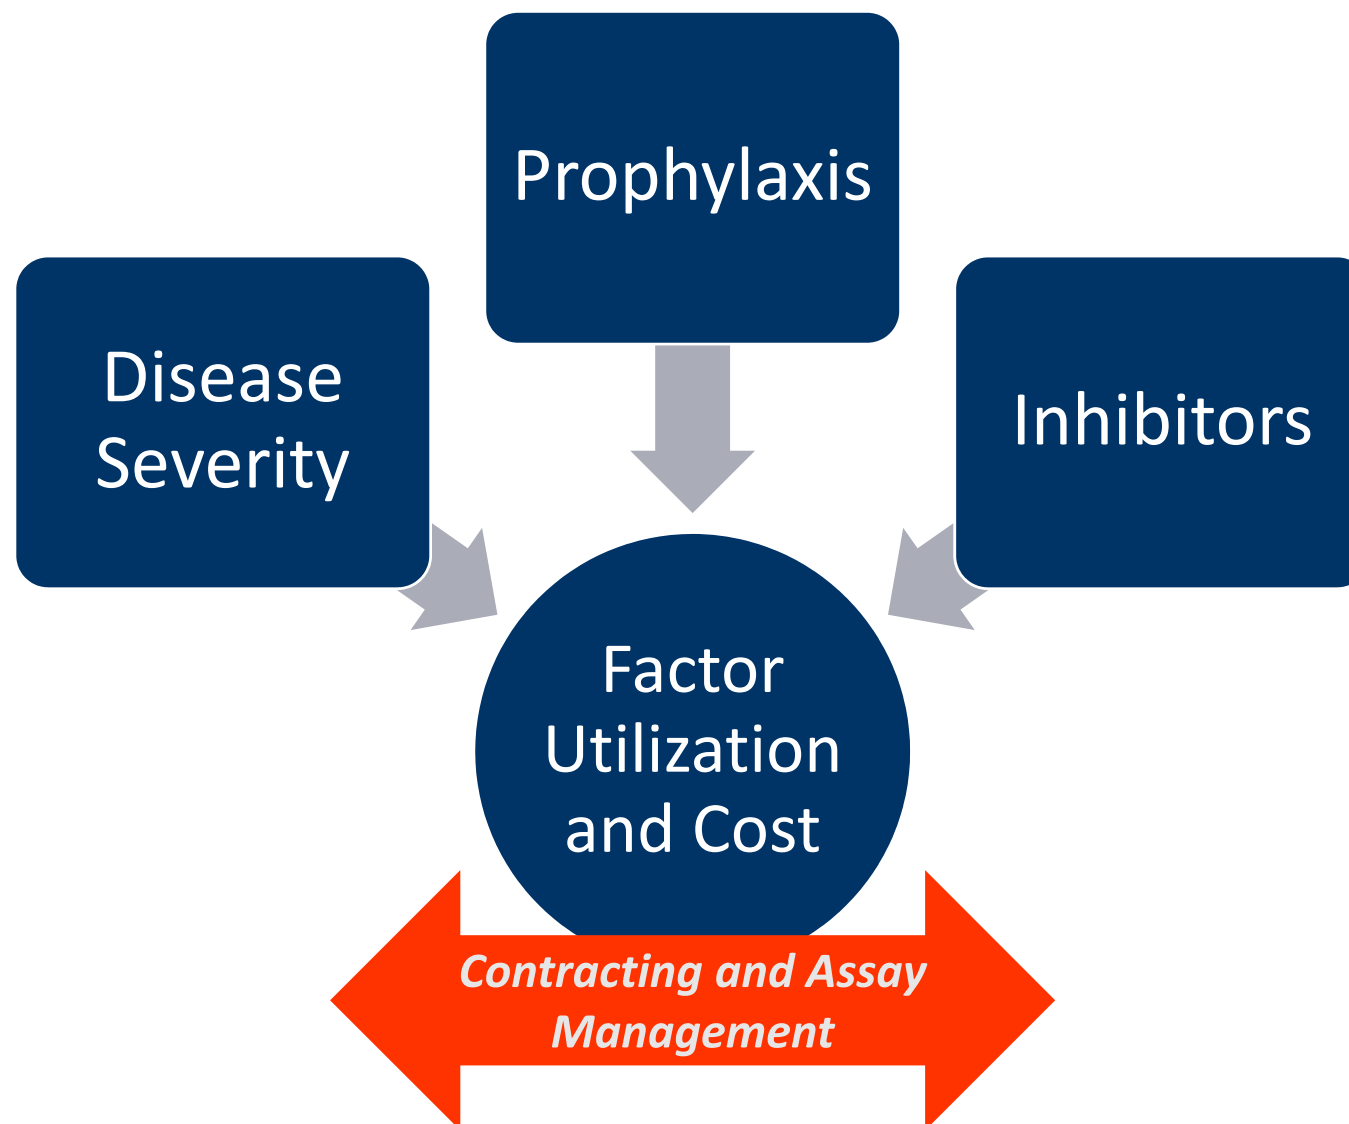 Prophylaxis
Disease
Severity
Inhibitors
Factor
Utilization
and Cost
Contracting and Assay
Management